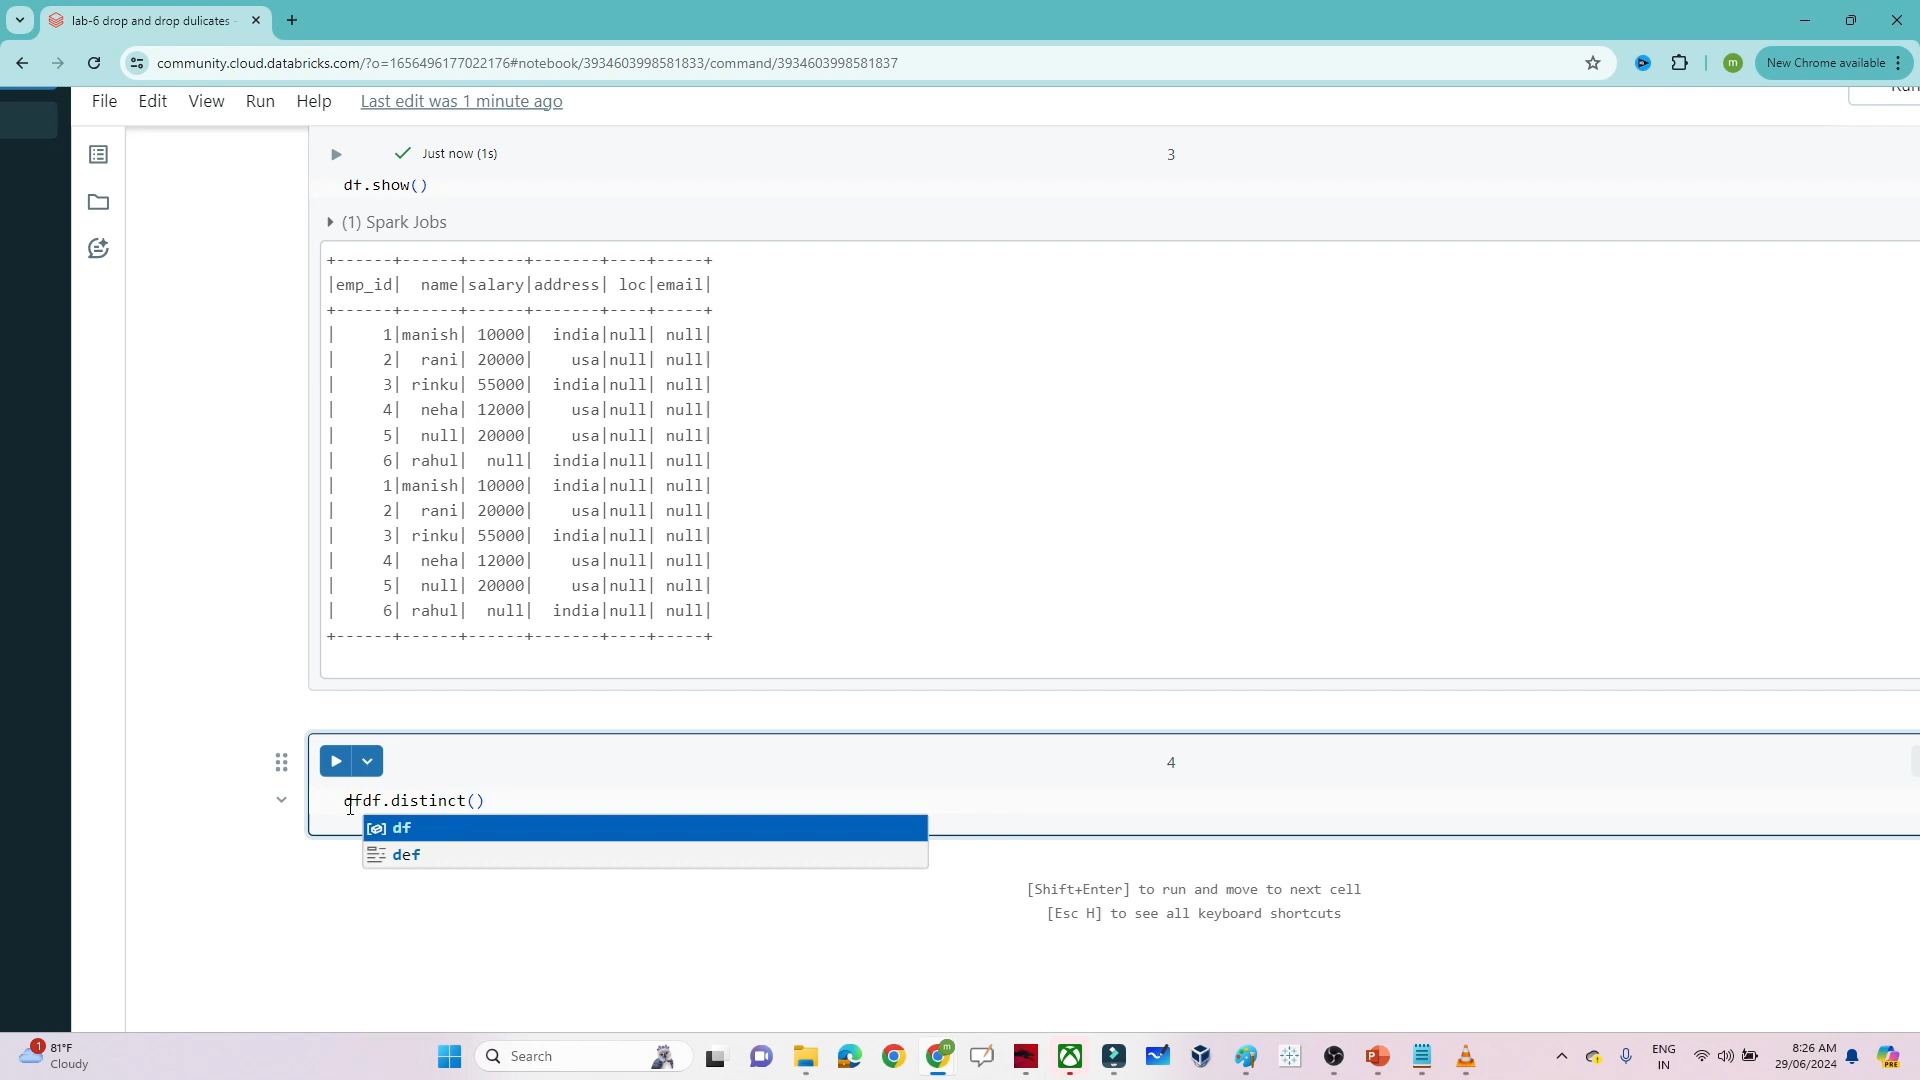 lab-6 drop and drop dulicates -
community.cloud.databricks.com/?o=1656496177022176#notebook/3934603998581833/command/3934603998581837
m
New Chrome available
File Edit View Run Help Last edit was 1 minute ago
Run
Just now (1s)
3
df.show()
(1) Spark Jobs
+------+------+------+-------+----+-----+
|emp_id|  name|salary|address| loc|email|
+------+------+------+-------+----+-----+
|     1|manish| 10000|  india|null| null|
|     2|  rani| 20000|    usa|null| null|
|     3| rinku| 55000|  india|null| null|
|     4|  neha| 12000|    usa|null| null|
|     5|  null| 20000|    usa|null| null|
|     6| rahul|  null|  india|null| null|
|     1|manish| 10000|  india|null| null|
|     2|  rani| 20000|    usa|null| null|
|     3| rinku| 55000|  india|null| null|
|     4|  neha| 12000|    usa|null| null|
|     5|  null| 20000|    usa|null| null|
|     6| rahul|  null|  india|null| null|
+------+------+------+-------+----+-----+
4
dfdf.distinct()
df
def
[Shift+Enter] to run and move to next cell
[Esc H] to see all keyboard shortcuts
1
81°F
Cloudy
Search
m
ENG
IN
8:26 AM
29/06/2024
PRE